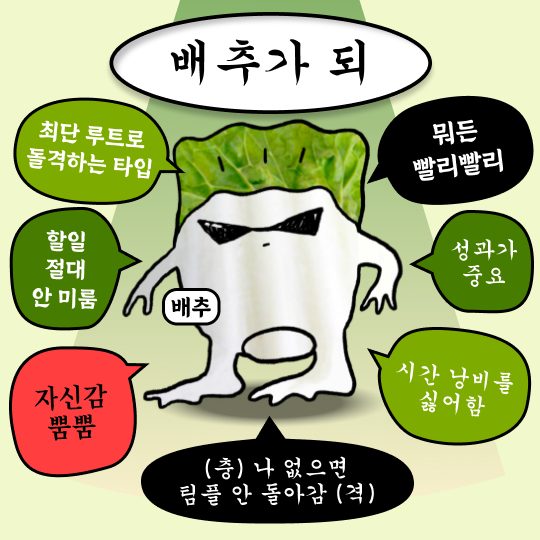 배추가 되
최단 루트로
돌격하는 타입
뭐든
빨리빨리
할일
절대
안 미룸
성과가
중요
배추
자신감
뿜뿜
시간 낭비를
싫어함
(충) 나 없으면
팀플 안 돌아감 (격)